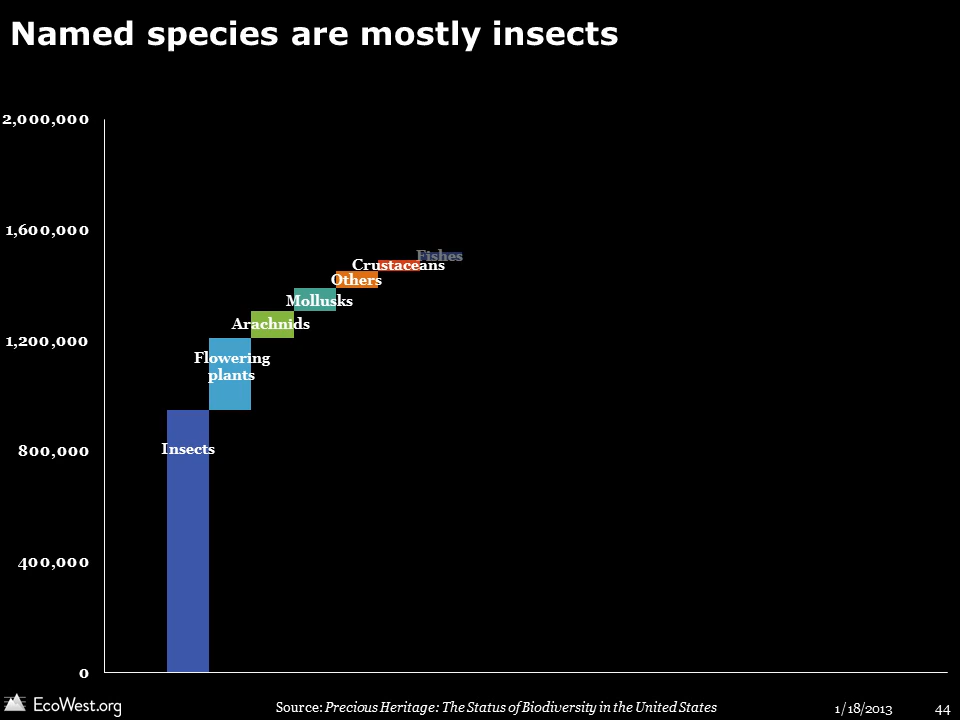 Named species are mostly insects
2,000,000
1,600,000
1,200,000
800,000
400,000
0
Fishes
Crustaceans
Others
Mollusks
Arachnids
Flowering
plants
Insects
EcoWest.org
Source: Precious Heritage: The Status of Biodiversity in the United States
1/18/2013
44